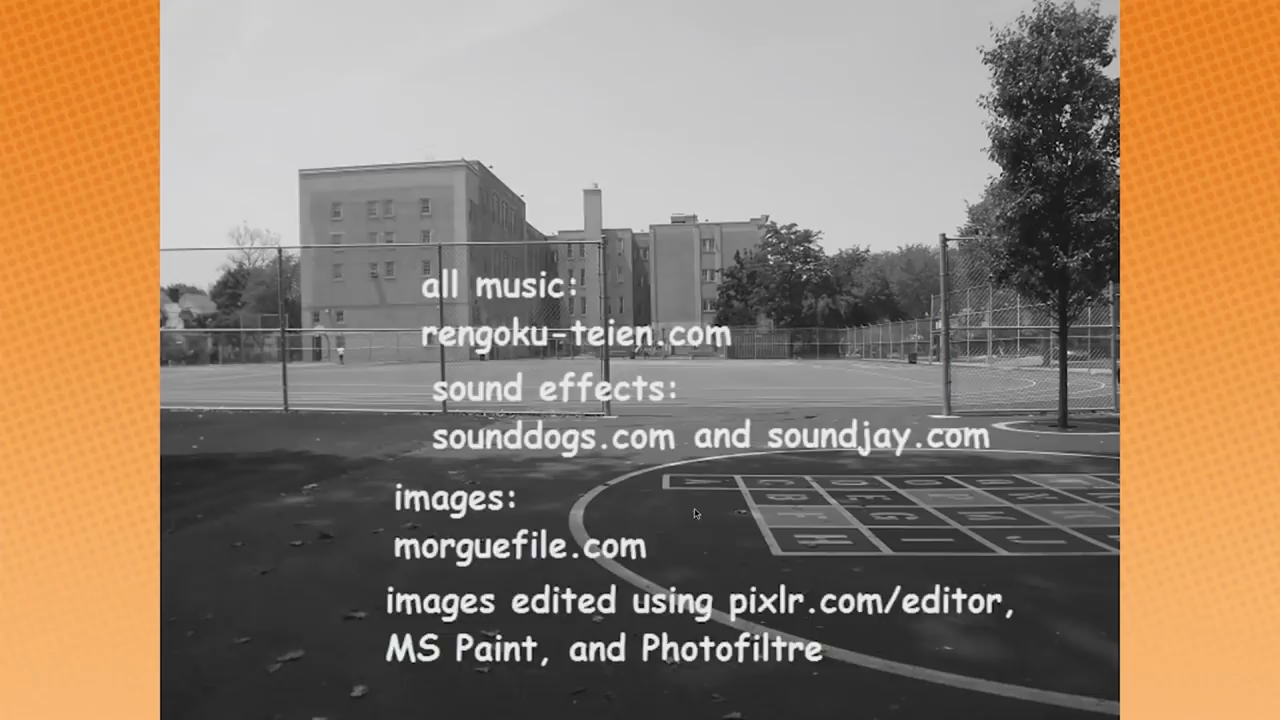 all music:
rengoku-teien.com
sound effects:
sounddogs.com and soundjay.com
images:
morguefile.com
images edited using pixlr.com/editor,
MS Paint, and Photofiltre